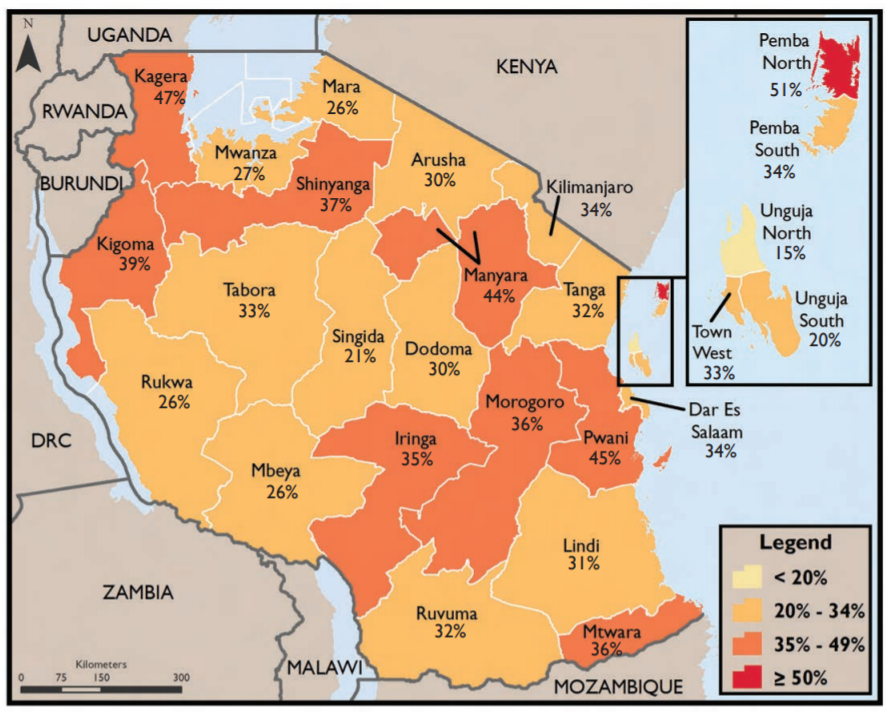 N
UGANDA
KENYA
RWANDA
BURUNDI
DRC
ZAMBIA
MALAWI
MOZAMBIQUE
Kagera
47%
Mara
26%
Mwanza
27%
Shinyanga
37%
Arusha
30%
Kilimanjaro
34%
Kigoma
39%
Tabora
33%
Manyara
44%
Tanga
32%
Singida
21%
Dodoma
30%
Rukwa
26%
Morogoro
36%
Pwani
45%
Dar Es
Salaam
34%
Iringa
35%
Mbeya
26%
Lindi
31%
Ruvuma
32%
Mtwara
36%
Pemba
North
51%
Pemba
South
34%
Unguja
North
15%
Unguja
South
20%
Town
West
33%
Legend
< 20%
20% - 34%
35% - 49%
≥ 50%
Kilometers
0 75 150 300